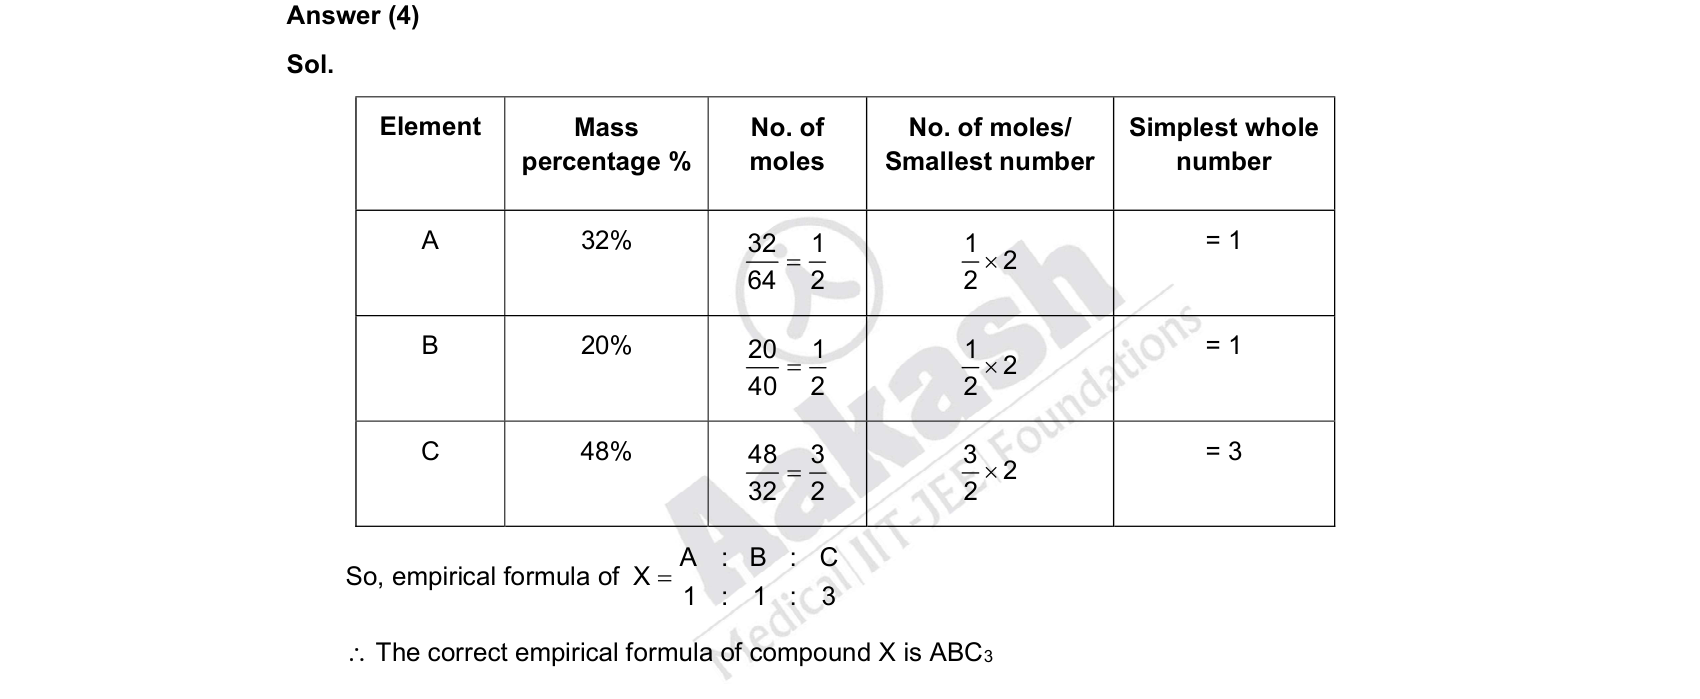 Answer (4)
Sol.
Element Mass percentage % No. of moles No. of moles/ Smallest number Simplest whole number
A 32% 32/64 = 1/2 1/2 × 2 = 1
B 20% 20/40 = 1/2 1/2 × 2 = 1
C 48% 48/32 = 3/2 3/2 × 2 = 3
A : B : C
So, empirical formula of X =
1 : 1 : 3
∴ The correct empirical formula of compound X is ABC₃
Aakash
Medical|IIT-JEE|Foundations